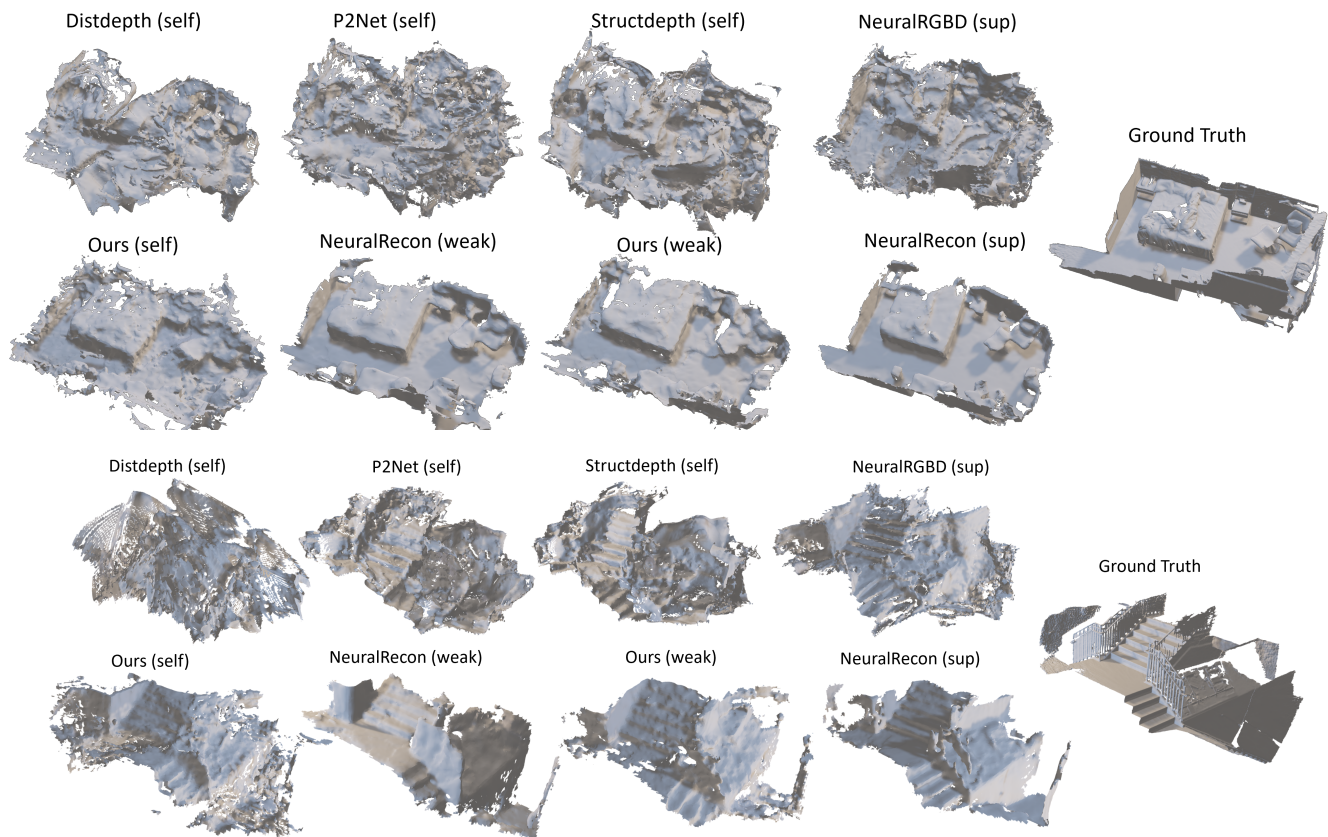 Distdepth (self)
P2Net (self)
Structdepth (self)
NeuralRGBD (sup)
Ground Truth
Ours (self)
NeuralRecon (weak)
Ours (weak)
NeuralRecon (sup)
Distdepth (self)
P2Net (self)
Structdepth (self)
NeuralRGBD (sup)
Ground Truth
Ours (self)
NeuralRecon (weak)
Ours (weak)
NeuralRecon (sup)